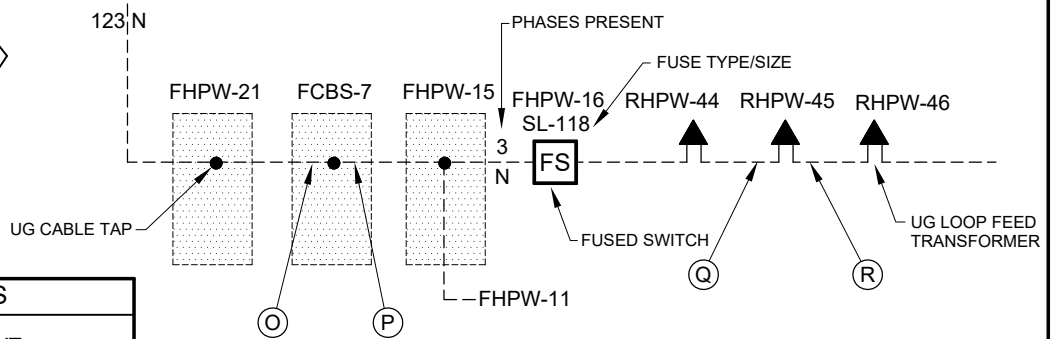 123 N
PHASES PRESENT
FUSE TYPE/SIZE
FHPW-21
FCBS-7
FHPW-15
FHPW-16
SL-118
RHPW-44
RHPW-45
RHPW-46
3
N
FS
UG CABLE TAP
FUSED SWITCH
UG LOOP FEED
TRANSFORMER
FHPW-11
O
P
Q
R
S